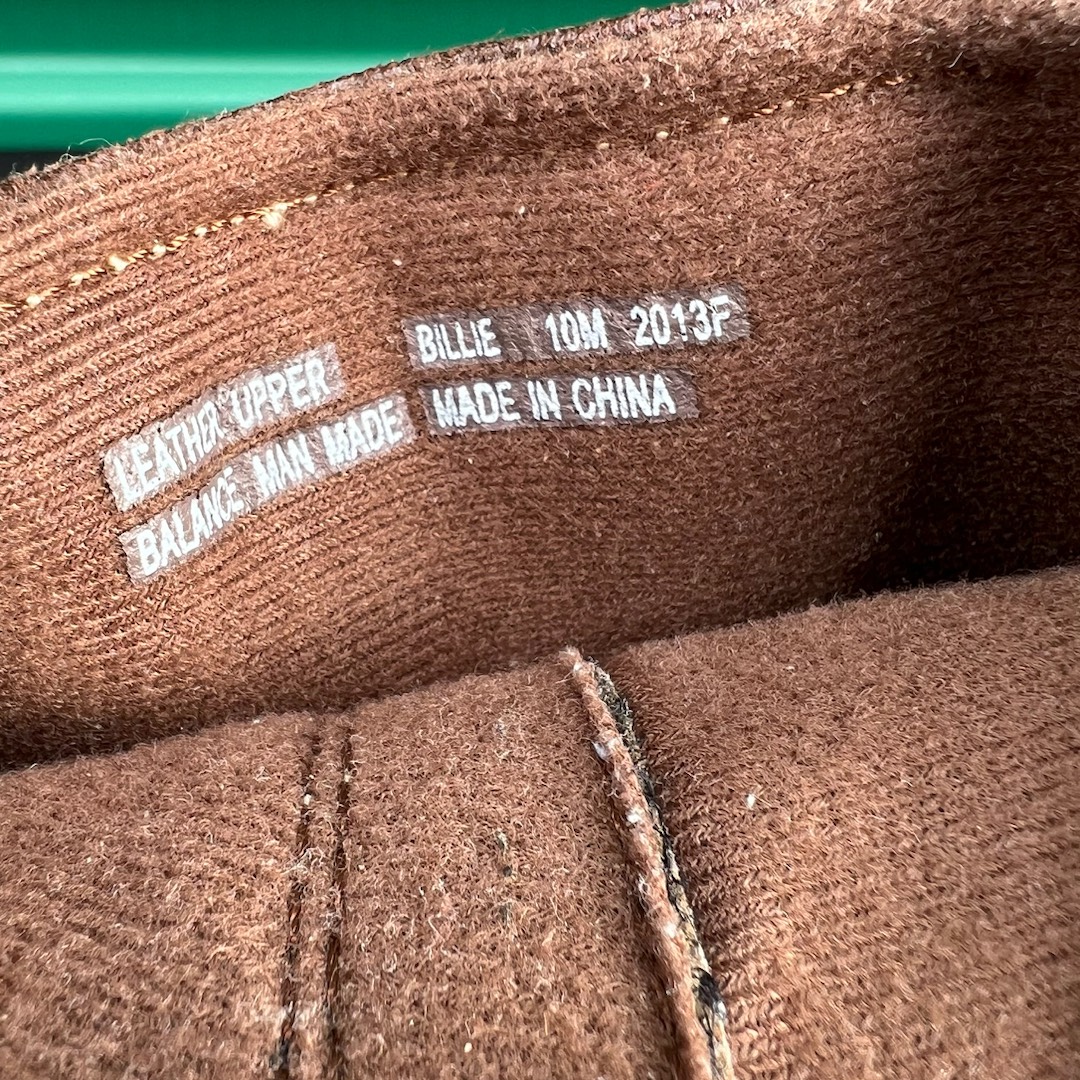 LEATHER UPPER
BALANCE MAN MADE
BILLIE 10M 2013F
MADE IN CHINA